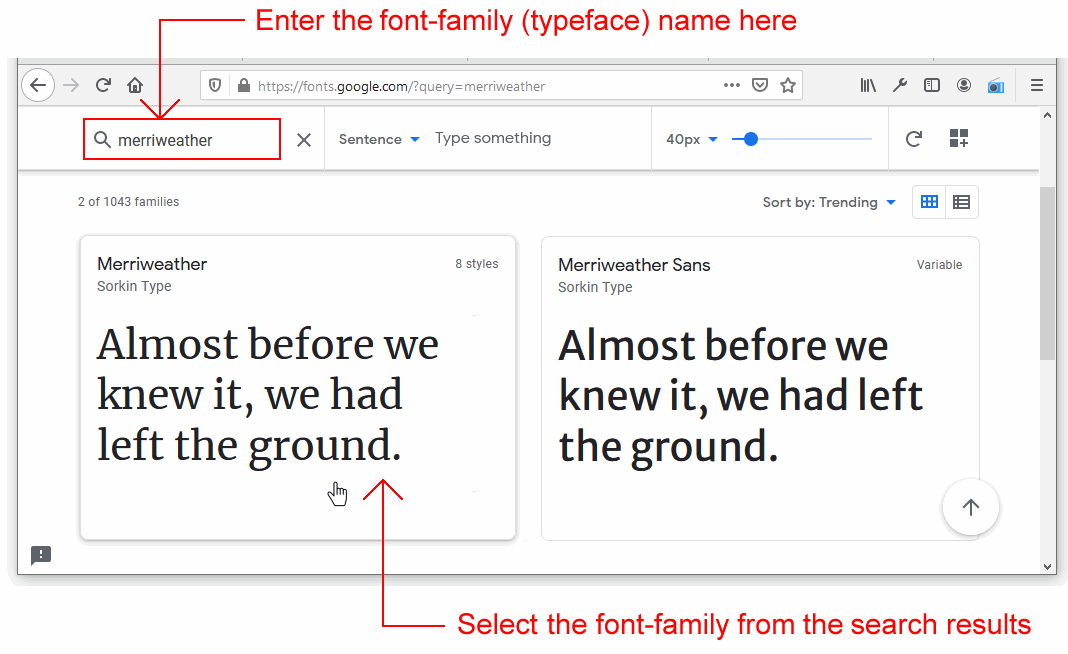 Enter the font-family (typeface) name here
https://fonts.google.com/?query=merriweather
merriweather
Sentence
Type something
40px
2 of 1043 families
Sort by: Trending
Merriweather
8 styles
Sorkin Type
Almost before we
knew it, we had
left the ground.
Merriweather Sans
Variable
Sorkin Type
Almost before we
knew it, we had left
the ground.
Select the font-family from the search results